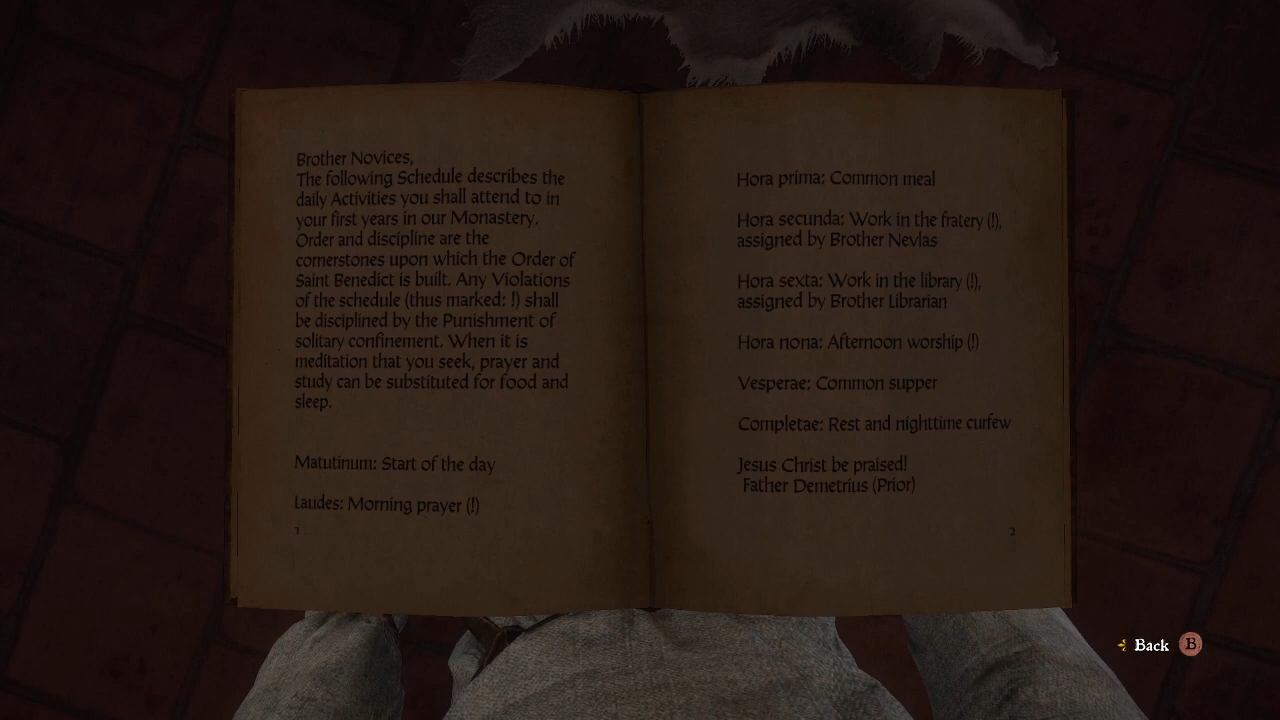 Brother Novices,
The following Schedule describes the
daily Activities you shall attend to in
your first years in our Monastery.
Order and discipline are the
cornerstones upon which the Order of
Saint Benedict is built. Any Violations
of the schedule (thus marked: !) shall
be disciplined by the Punishment of
solitary confinement. When it is
meditation that you seek, prayer and
study can be substituted for food and
sleep.
Matutinum: Start of the day
Laudes: Morning prayer (!)
1
Hora prima: Common meal
Hora secunda: Work in the fratery (!),
assigned by Brother Nevlas
Hora sexta: Work in the library (!),
assigned by Brother Librarian
Hora nona: Afternoon worship (!)
Vesperae: Common supper
Completae: Rest and nighttime curfew
Jesus Christ be praised!
Father Demetrius (Prior)
2
Back B